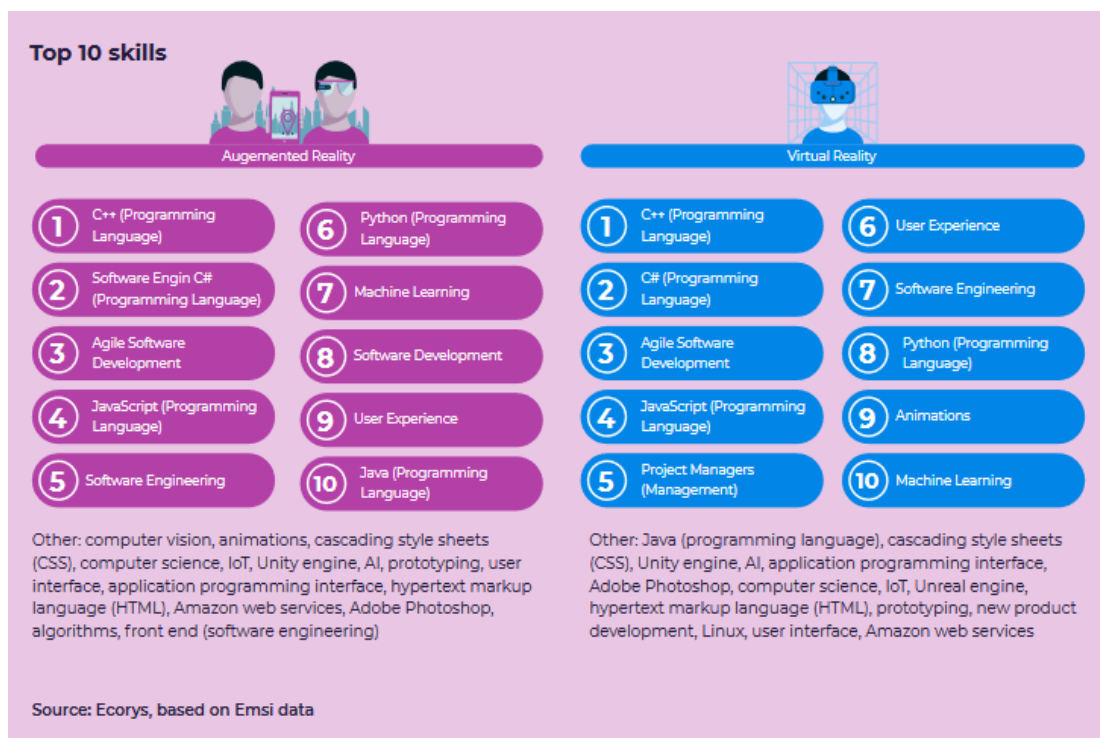 Top 10 skills
Augemented Reality
1 C++ (Programming
Language)
2 Software Engin C#
(Programming Language)
3 Agile Software
Development
4 JavaScript (Programming
Language)
5 Software Engineering
6 Python (Programming
Language)
7 Machine Learning
8 Software Development
9 User Experience
10 Java (Programming
Language)
Other: computer vision, animations, cascading style sheets
(CSS), computer science, IoT, Unity engine, AI, prototyping, user
interface, application programming interface, hypertext markup
language (HTML), Amazon web services, Adobe Photoshop,
algorithms, front end (software engineering)
Virtual Reality
1 C++ (Programming
Language)
2 C# (Programming
Language)
3 Agile Software
Development
4 JavaScript (Programming
Language)
5 Project Managers
(Management)
6 User Experience
7 Software Engineering
8 Python (Programming
Language)
9 Animations
10 Machine Learning
Other: Java (programming language), cascading style sheets
(CSS), Unity engine, AI, application programming interface,
Adobe Photoshop, computer science, IoT, Unreal engine,
hypertext markup language (HTML), prototyping, new product
development, Linux, user interface, Amazon web services
Source: Ecorys, based on Emsi data